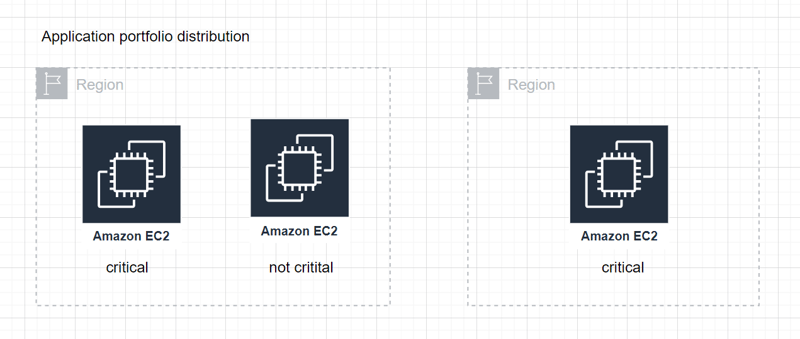 Application portfolio distribution
Region
Region
Amazon EC2
Amazon EC2
Amazon EC2
critical
not critital
critical